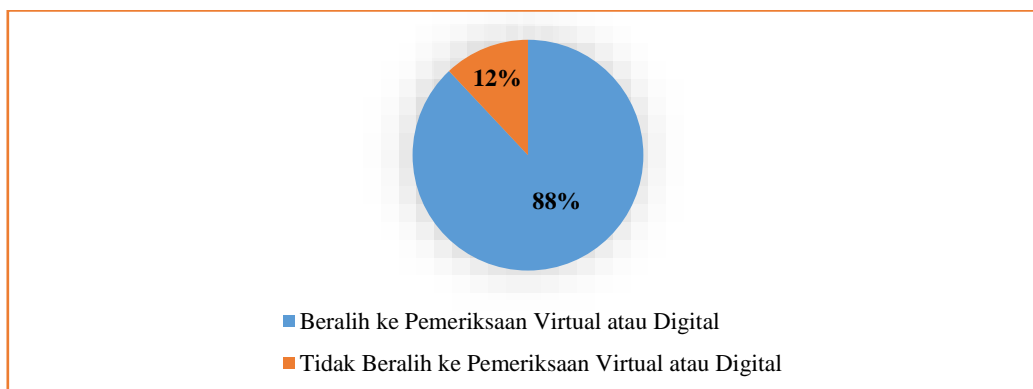 12%
88%
Beralih ke Pemeriksaan Virtual atau Digital
Tidak Beralih ke Pemeriksaan Virtual atau Digital